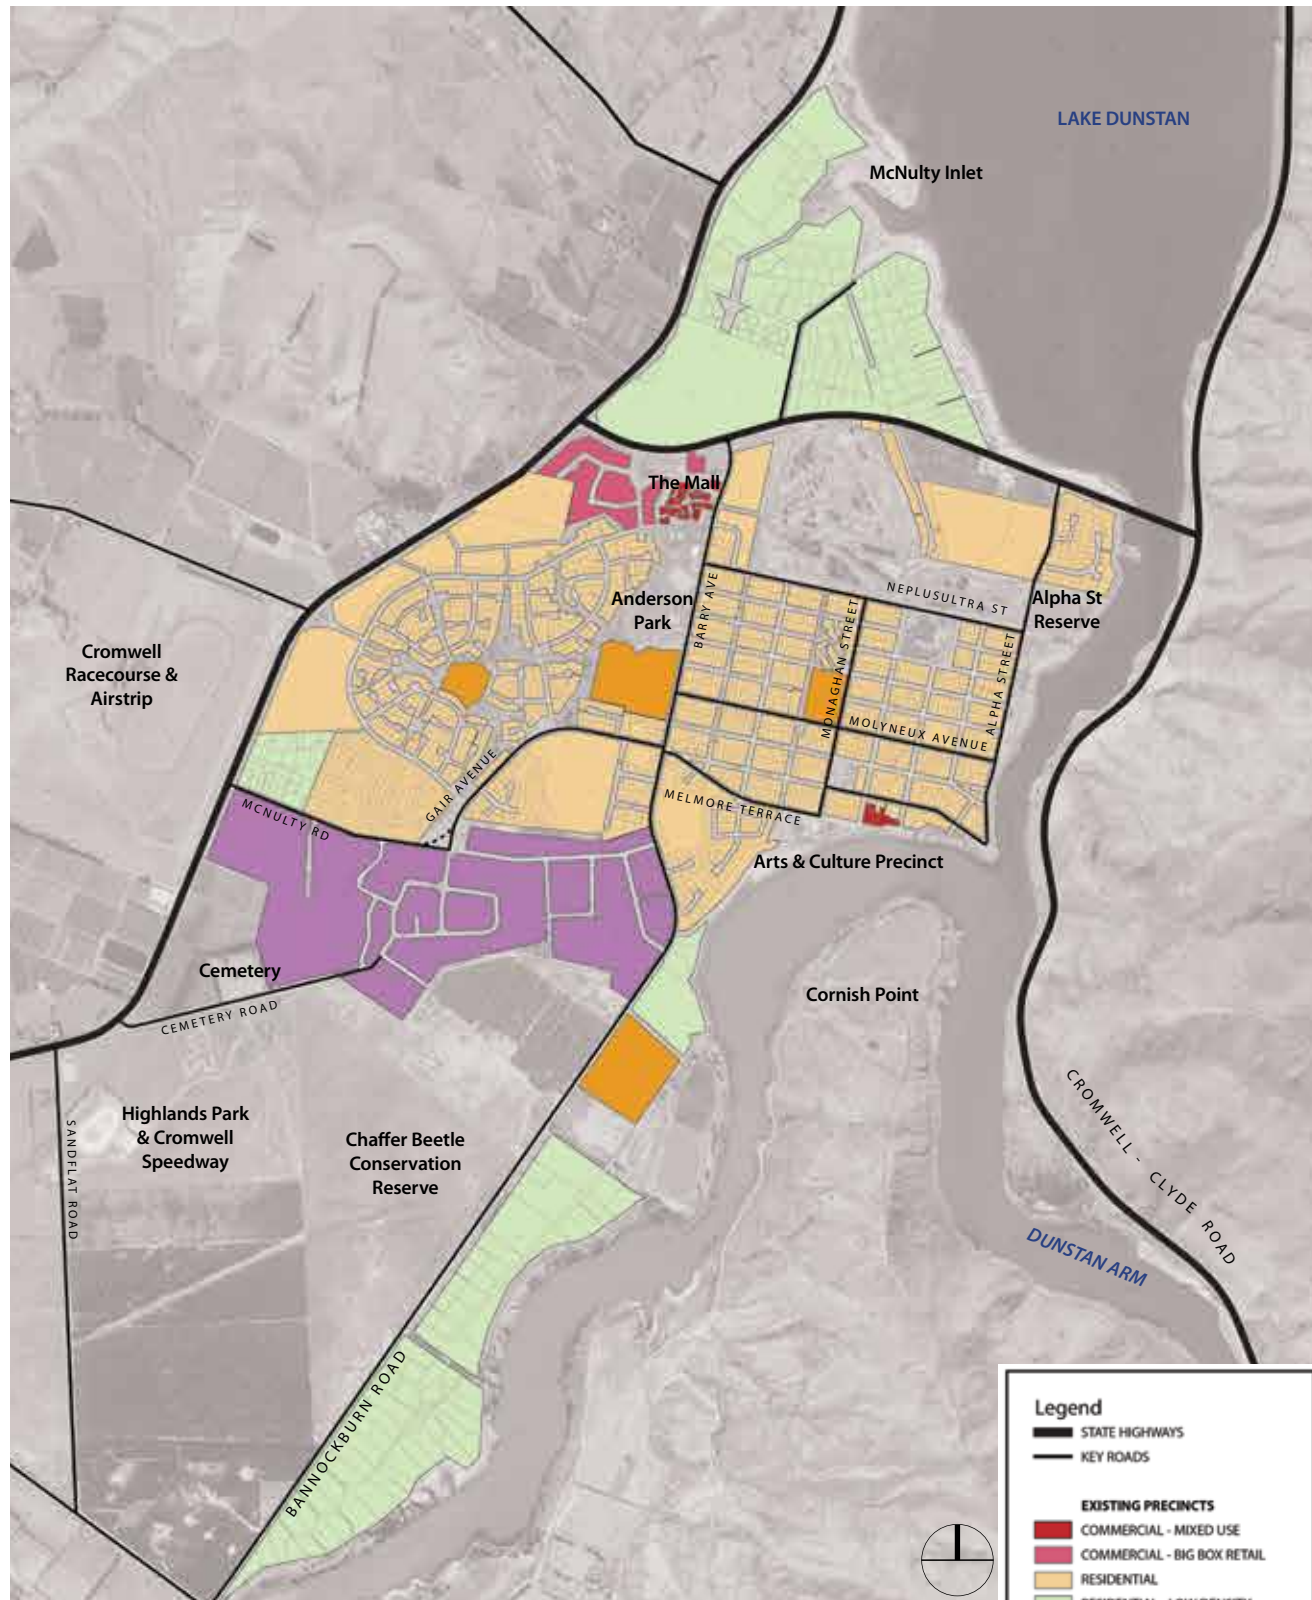 LAKE DUNSTAN
McNulty Inlet
The Mall
NEPLUSULTRA ST
Anderson
Park
BARRY AVE
MONAGHAN STREET
Alpha St
Reserve
ALPHA STREET
Cromwell
Racecourse &
Airstrip
MOLYNEUX AVENUE
GAIR AVENUE
MCNULTY RD
MELMORE TERRACE
Arts & Culture Precinct
Cemetery
CEMETERY ROAD
Cornish Point
Highlands Park
& Cromwell
Speedway
SANDFLAT ROAD
Chaffer Beetle
Conservation
Reserve
CROMWELL - CLYDE ROAD
DUNSTAN ARM
BANNOCKBURN ROAD
Legend
STATE HIGHWAYS
KEY ROADS
EXISTING PRECINCTS
COMMERCIAL - MIXED USE
COMMERCIAL - BIG BOX RETAIL
RESIDENTIAL